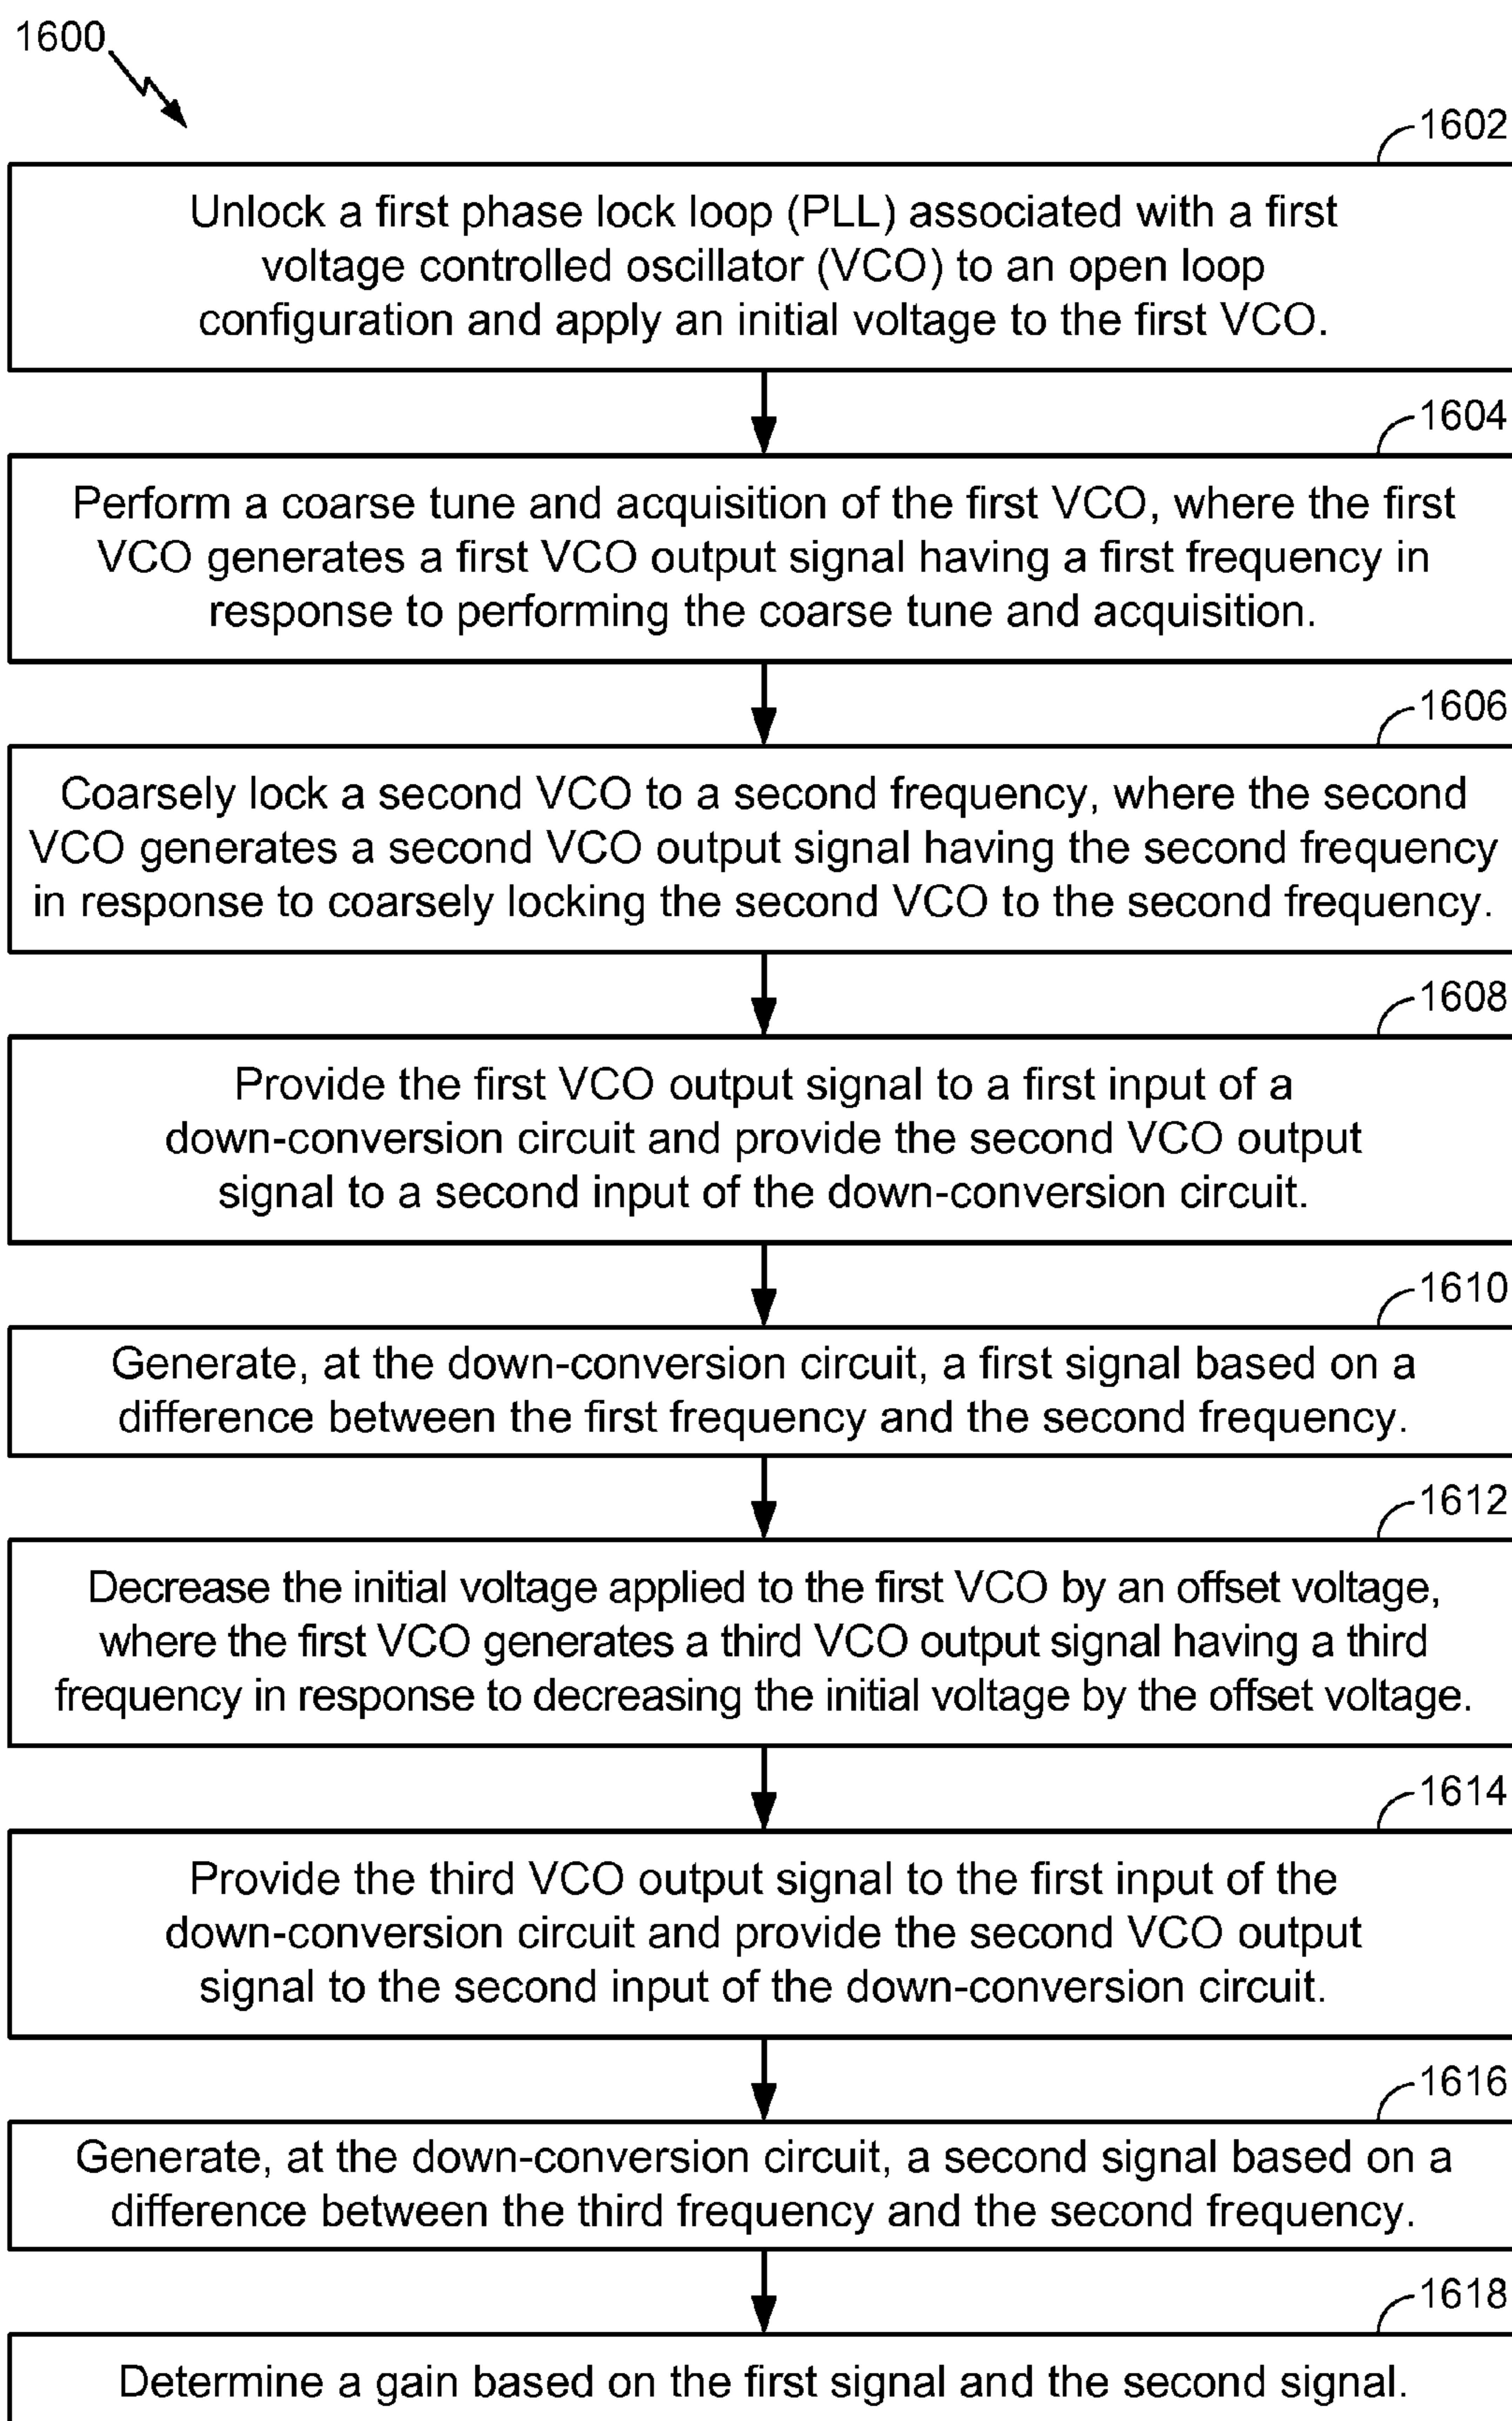 1600
1602
Unlock a first phase lock loop (PLL) associated with a first
voltage controlled oscillator (VCO) to an open loop
configuration and apply an initial voltage to the first VCO.
1604
Perform a coarse tune and acquisition of the first VCO, where the first
VCO generates a first VCO output signal having a first frequency in
response to performing the coarse tune and acquisition.
1606
Coarsely lock a second VCO to a second frequency, where the second
VCO generates a second VCO output signal having the second frequency
in response to coarsely locking the second VCO to the second frequency.
1608
Provide the first VCO output signal to a first input of a
down-conversion circuit and provide the second VCO output
signal to a second input of the down-conversion circuit.
1610
Generate, at the down-conversion circuit, a first signal based on a
difference between the first frequency and the second frequency.
1612
Decrease the initial voltage applied to the first VCO by an offset voltage,
where the first VCO generates a third VCO output signal having a third
frequency in response to decreasing the initial voltage by the offset voltage.
1614
Provide the third VCO output signal to the first input of the
down-conversion circuit and provide the second VCO output
signal to the second input of the down-conversion circuit.
1616
Generate, at the down-conversion circuit, a second signal based on a
difference between the third frequency and the second frequency.
1618
Determine a gain based on the first signal and the second signal.